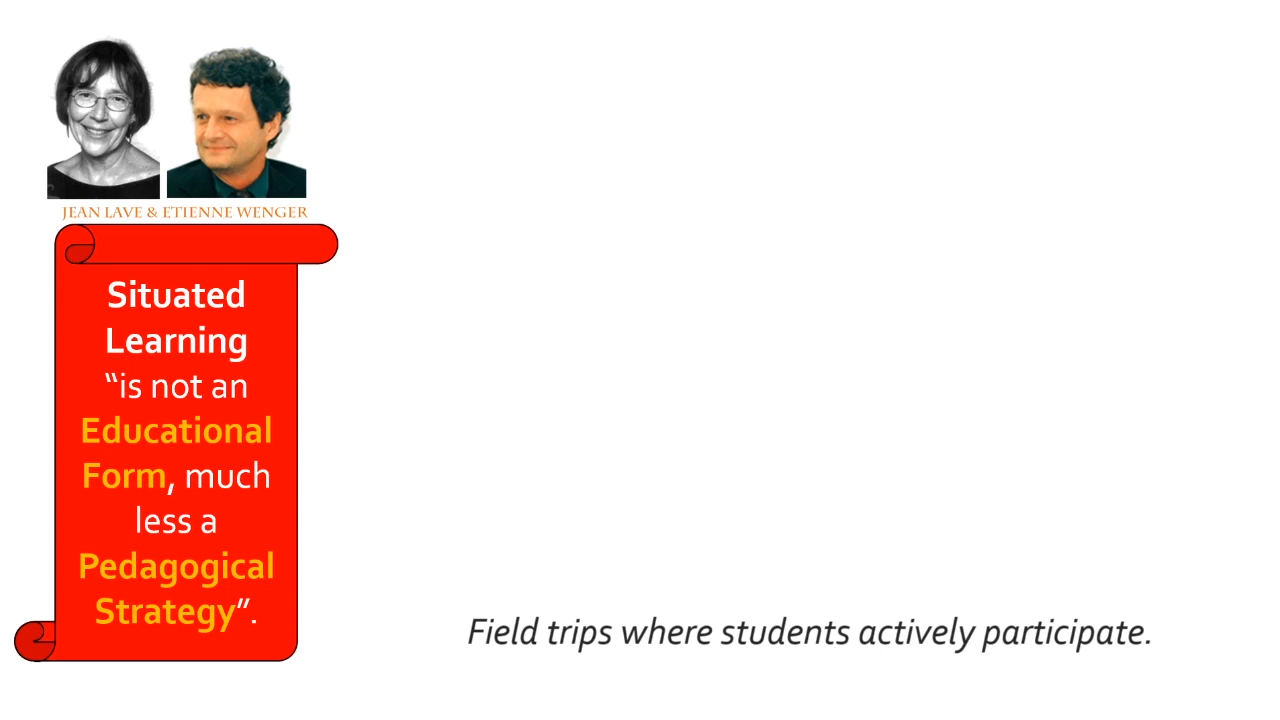 JEAN LAVE & ETIENNE WENGER
Situated
Learning
“is not an
Educational
Form, much
less a
Pedagogical
Strategy”.
Field trips where students actively participate.